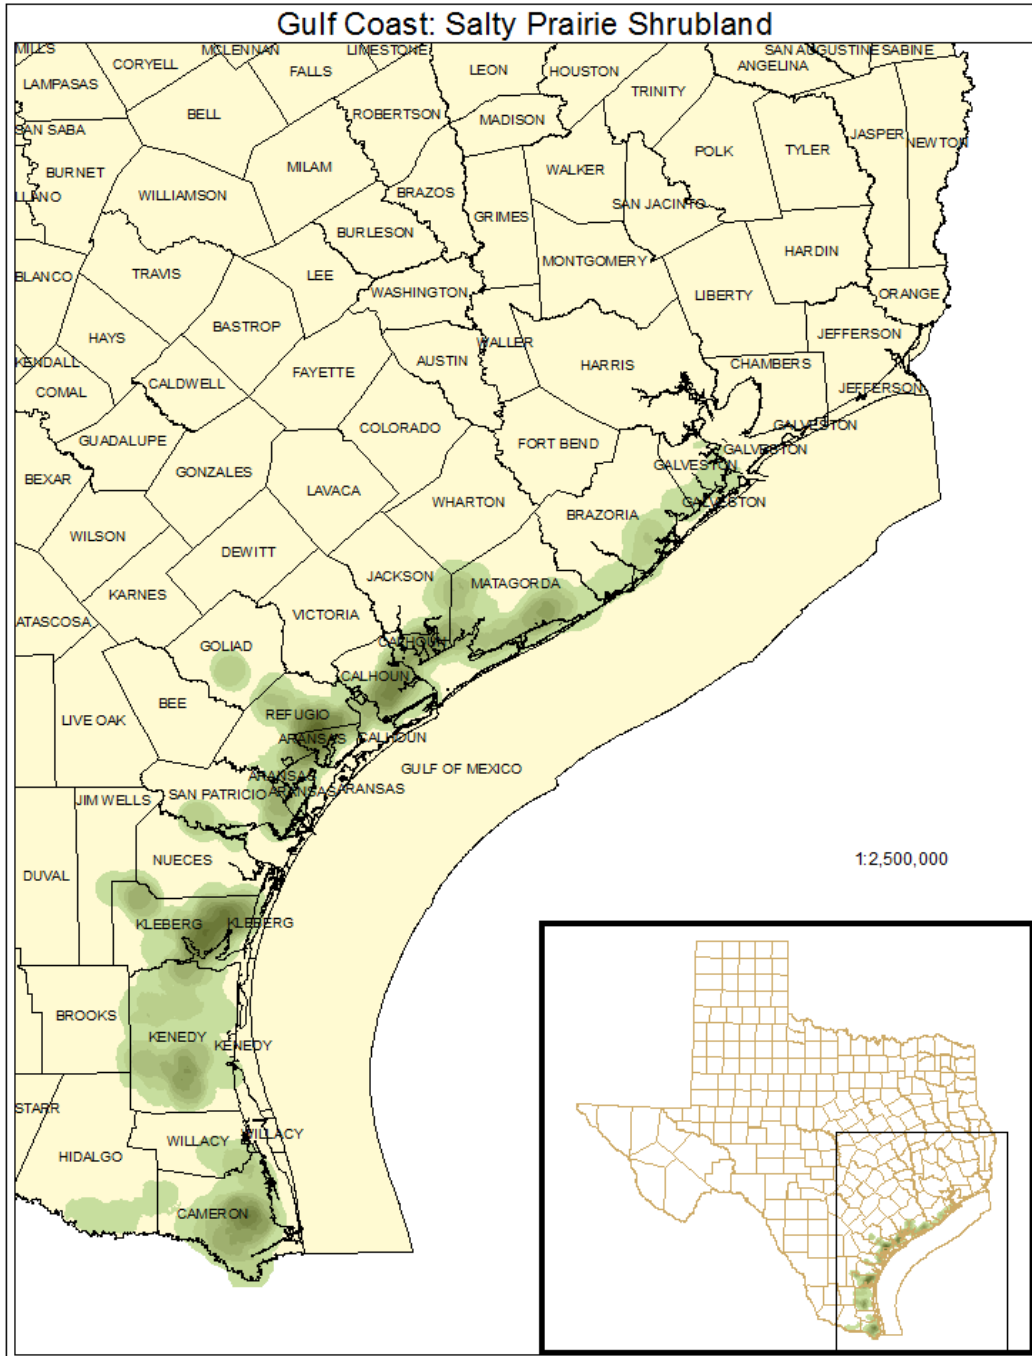 Gulf Coast: Salty Prairie Shrubland
MILLS
MCLENNAN
LIMESTONE
SAN AUGUSTINE
SABINE
CORYELL
FALLS
LEON
HOUSTON
ANGELINA
LAMPASAS
TRINITY
BELL
ROBERTSON
MADISON
SAN SABA
JASPER
NEWTON
POLK
TYLER
BURNET
MILAM
WALKER
LLANO
WILLIAMSON
BRAZOS
SAN JACINTO
GRIMES
BURLESON
HARDIN
MONTGOMERY
BLANCO
TRAVIS
LEE
WASHINGTON
LIBERTY
ORANGE
BASTROP
HAYS
WALLER
JEFFERSON
KENDALL
AUSTIN
HARRIS
CHAMBERS
FAYETTE
COMAL
CALDWELL
JEFFERSON
COLORADO
GALVESTON
GUADALUPE
FORT BEND
GALVESTON
BEXAR
GONZALES
GALVESTON
LAVACA
WHARTON
GALVESTON
BRAZORIA
WILSON
DEWITT
JACKSON
MATAGORDA
KARNES
VICTORIA
ATASCOSA
GOLIAD
CALHOUN
CALHOUN
BEE
REFUGIO
LIVE OAK
ARANSAS
CALHOUN
GULF OF MEXICO
ARANSAS
SAN PATRICIO
ARANSAS
ARANSAS
JIM WELLS
NUECES
1:2,500,000
DUVAL
KLEBERG
KLEBERG
BROOKS
KENEDY
KENEDY
STARR
WILLACY
WILLACY
HIDALGO
CAMERON